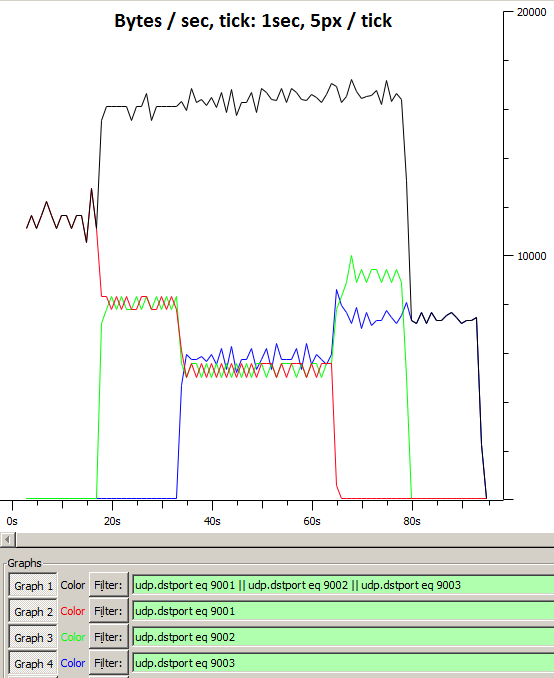 Bytes / sec, tick: 1sec, 5px / tick
20000
10000
0s 20s 40s 60s 80s
Graphs
Graph 1 Color Filter: udp.dstport eq 9001 || udp.dstport eq 9002 || udp.dstport eq 9003
Graph 2 Color Filter: udp.dstport eq 9001
Graph 3 Color Filter: udp.dstport eq 9002
Graph 4 Color Filter: udp.dstport eq 9003